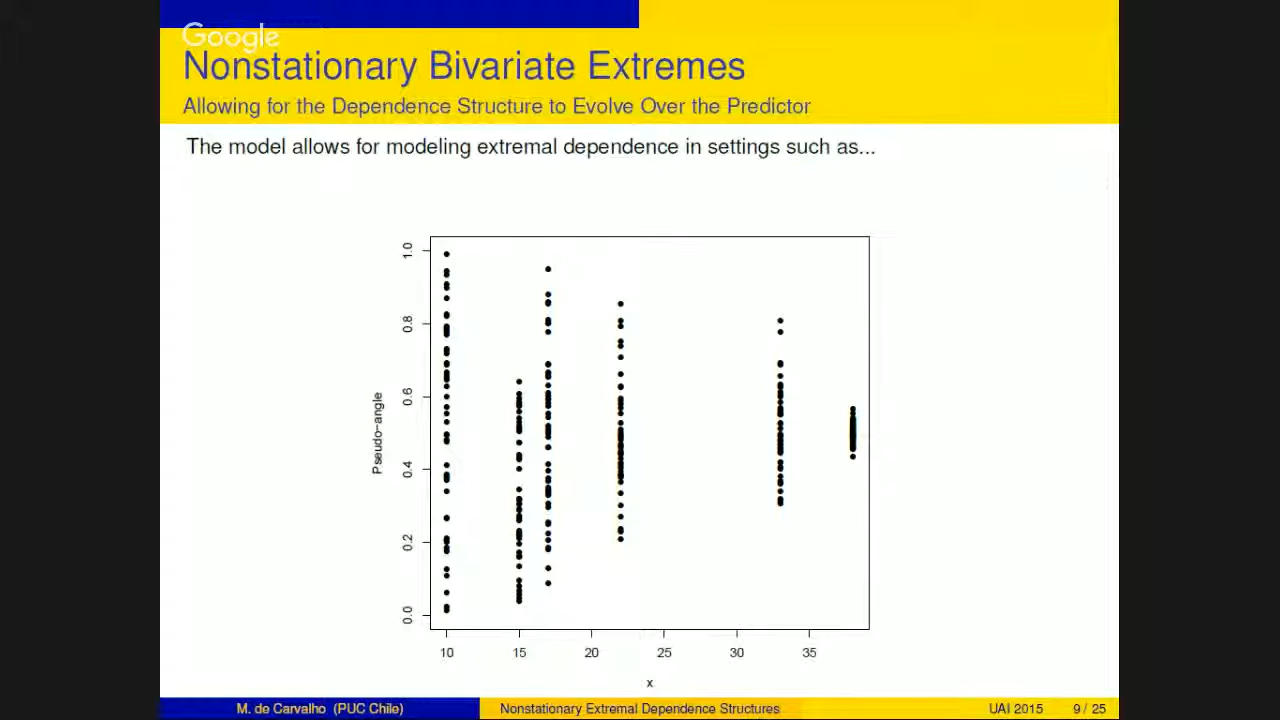 Google
Nonstationary Bivariate Extremes
Allowing for the Dependence Structure to Evolve Over the Predictor
The model allows for modeling extremal dependence in settings such as...
1.0
0.8
0.6
0.4
0.2
0.0
Pseudo−angle
10 15 20 25 30 35
x
M. de Carvalho (PUC Chile) Nonstationary Extremal Dependence Structures UAI 2015 9 / 25